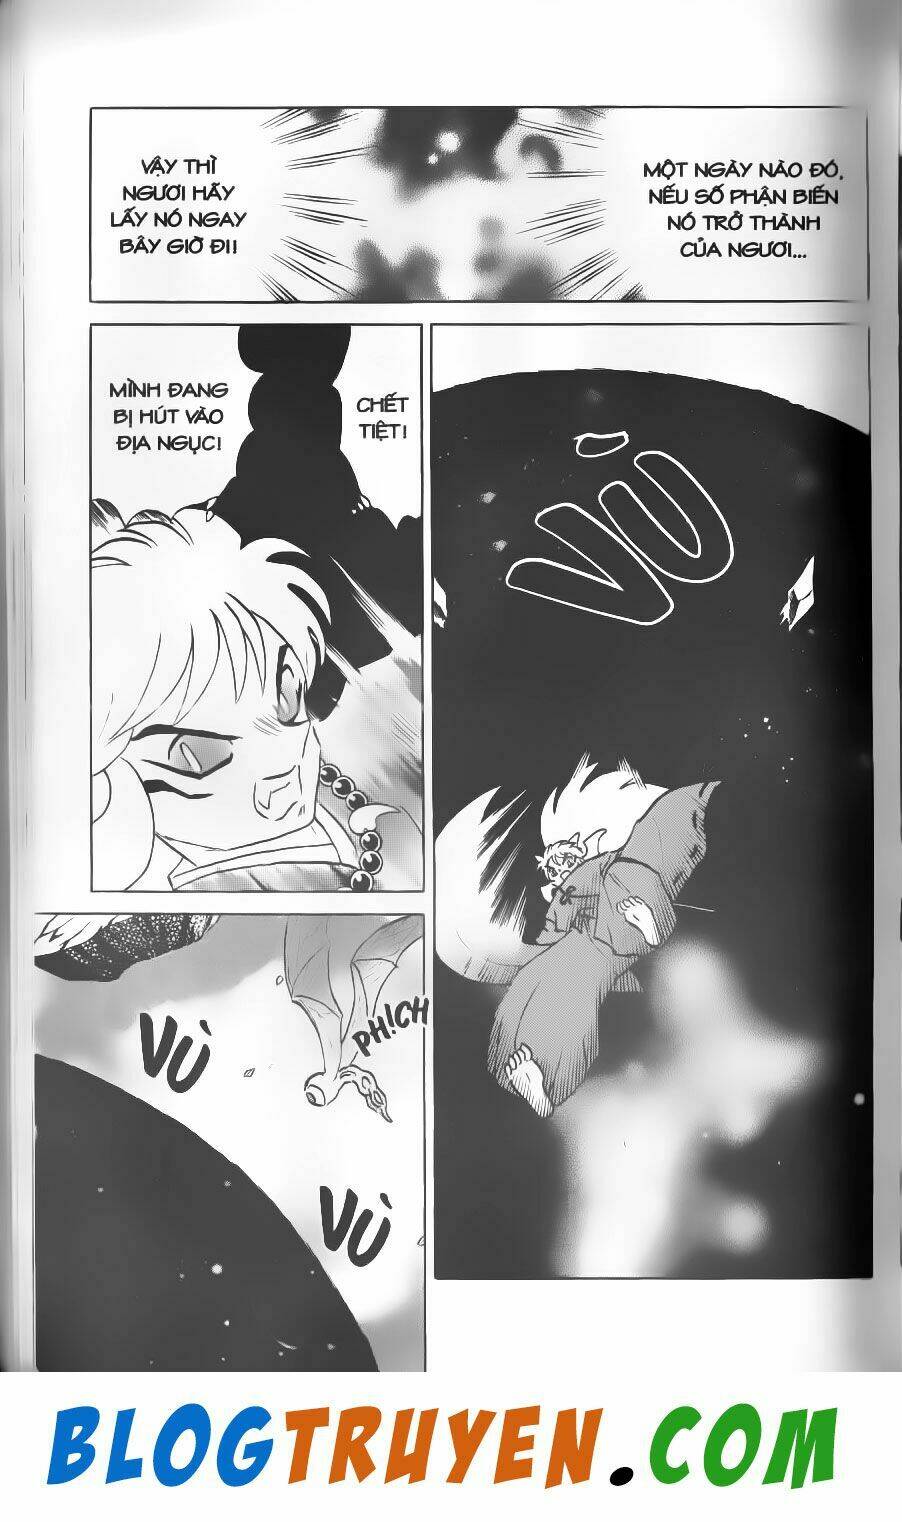 MỘT NGÀY NÀO ĐÓ,
NẾU SỐ PHẬN BIẾN
NÓ TRỞ THÀNH
CỦA NGƯƠI...
VẬY THÌ
NGƯƠI HÃY
LẤY NÓ NGAY
BÂY GIỜ ĐI!
VÙ
CHẾT
TIỆT!
MÌNH ĐANG
BỊ HÚT VÀO
ĐỊA NGỤC!
PHỊCH
VÙ
VÙ
BLOGTRUYEN.COM